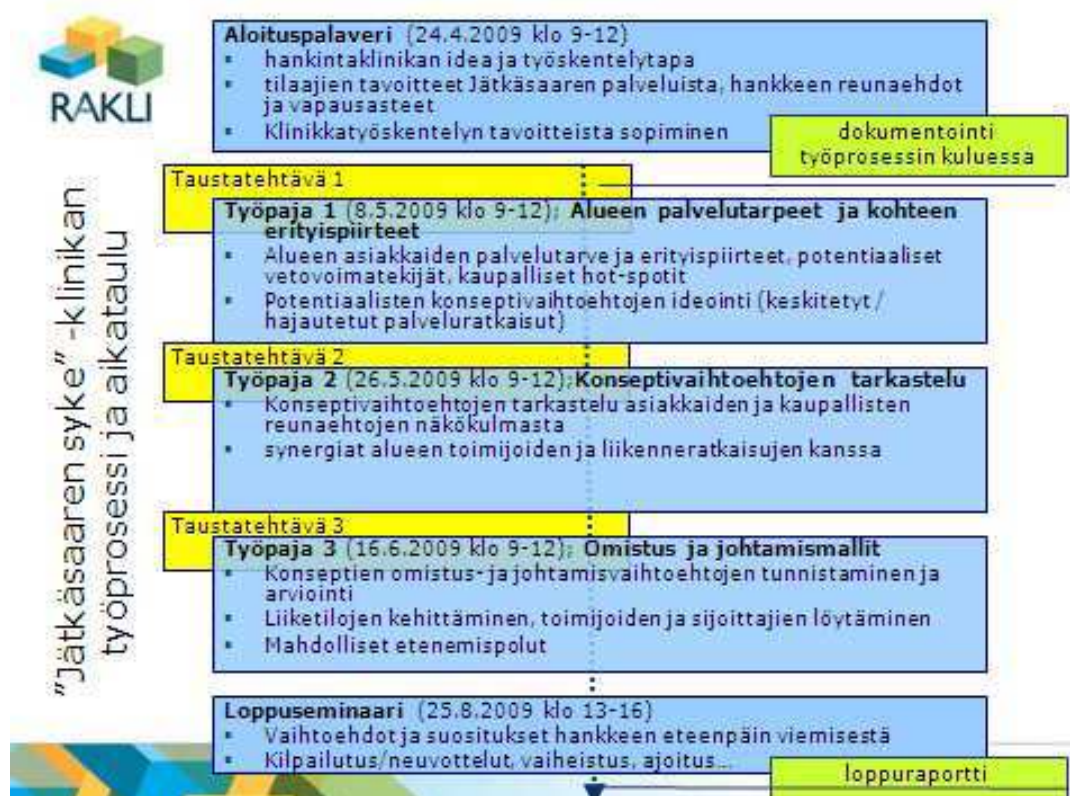 RAKLI
"Jätkäsaaren syke" -klinikan
työprosessi ja aikataulu
Aloituspalaveri (24.4.2009 klo 9-12)
▪ hankintaklinikan idea ja työskentelytapa
▪ tilaajien tavoitteet Jätkäsaaren palveluista, hankkeen reunaehdot
ja vapausasteet
▪ Klinikkatyöskentelyn tavoitteista sopiminen
dokumentointi
työprosessin kuluessa
Taustatehtävä 1
Työpaja 1 (8.5.2009 klo 9-12); Alueen palvelutarpeet ja kohteen
erityispiirteet
▪ Alueen asiakkaiden palvelutarve ja erityispiirteet, potentiaaliset
vetovoimatekijät, kaupalliset hot-spotit
▪ Potentiaalisten konseptivaihtoehtojen ideointi (keskitetyt /
hajautetut palveluratkaisut)
Taustatehtävä 2
Työpaja 2 (26.5.2009 klo 9-12);Konseptivaihtoehtojen tarkastelu
▪ Konseptivaihtoehtojen tarkastelu asiakkaiden ja kaupallisten
reunaehtojen näkökulmasta
▪ synergiat alueen toimijoiden ja liikenneratkaisujen kanssa
Taustatehtävä 3
Työpaja 3 (16.6.2009 klo 9-12); Omistus ja johtamismallit
▪ Konseptien omistus- ja johtamisvaihtoehtojen tunnistaminen ja
arviointi
▪ Liiketilojen kehittäminen, toimijoiden ja sijoittajien löytäminen
▪ Mahdolliset etenemispolut
Loppuseminaari (25.8.2009 klo 13-16)
▪ Vaihtoehdot ja suositukset hankkeen eteenpäin viemisestä
▪ Kilpailutus/neuvottelut, vaiheistus, ajoitus...
loppuraportti